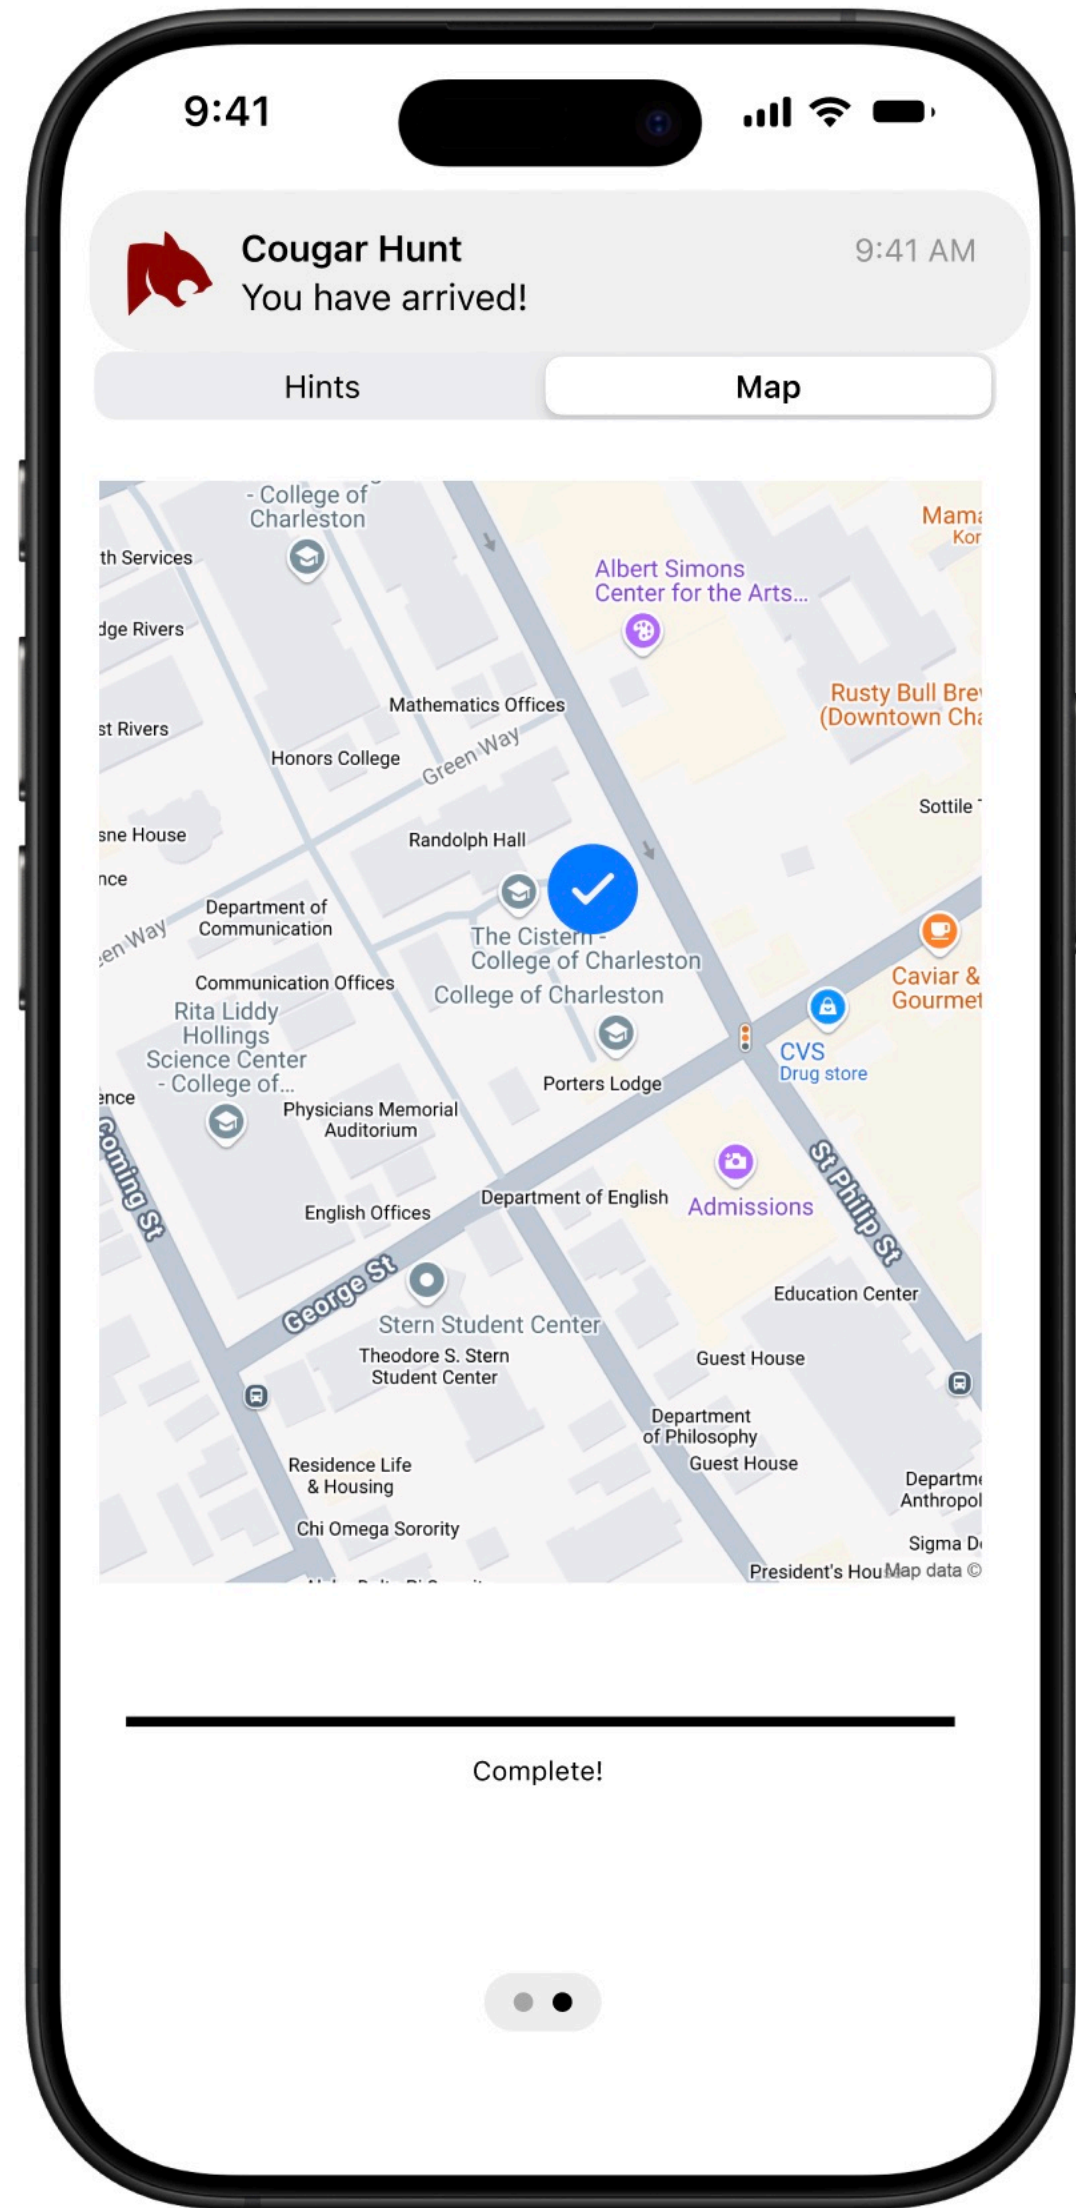 9:41
Cougar Hunt
9:41 AM
You have arrived!
Hints
Map
- College of
Charleston
Mama
Kor
th Services
Albert Simons
Center for the Arts...
dge Rivers
Mathematics Offices
Rusty Bull Brew
(Downtown Cha
st Rivers
Honors College
Green Way
Sottile
sne House
Randolph Hall
nce
Department of
Communication
een Way
The Cistern -
College of Charleston
Caviar &
Gourmet
Communication Offices
College of Charleston
Rita Liddy
Hollings
Science Center
- College of...
CVS
Drug store
ence
Porters Lodge
Physicians Memorial
Auditorium
Coming St
St Philip St
Department of English
Admissions
English Offices
George St
Education Center
Stern Student Center
Theodore S. Stern
Student Center
Guest House
Department
of Philosophy
Guest House
Residence Life
& Housing
Departme
Anthropol
Chi Omega Sorority
Sigma De
President's Hou
Map data ©
Complete!